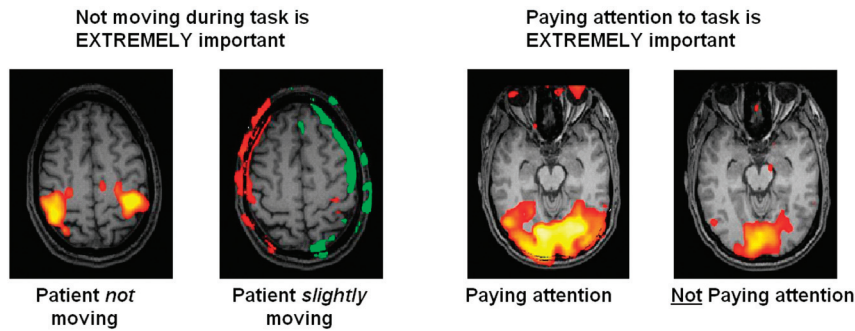 Not moving during task is
EXTREMELY important
Paying attention to task is
EXTREMELY important
Patient not
moving
Patient slightly
moving
Paying attention
Not Paying attention